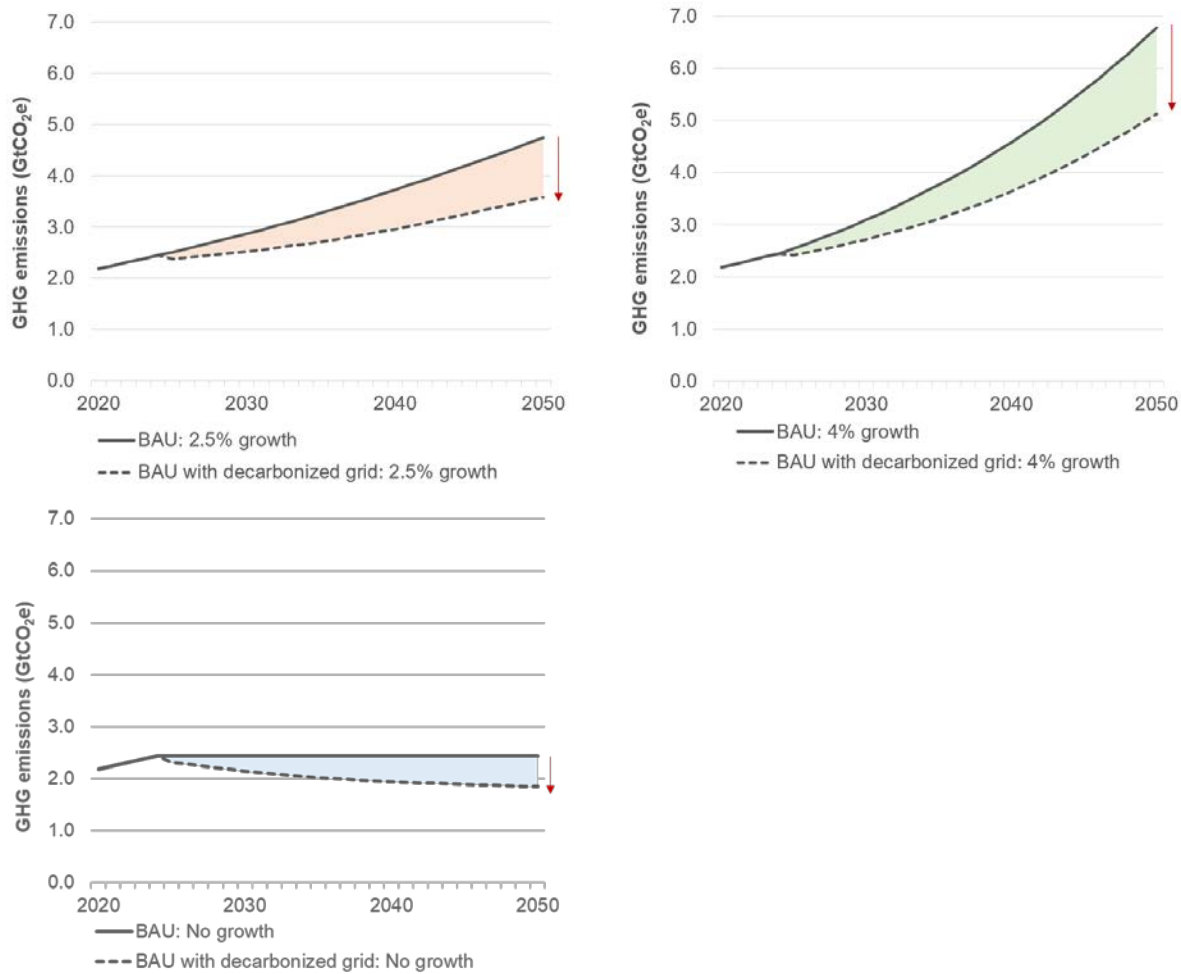 GHG emissions (GtCO₂e)
7.0
6.0
5.0
4.0
3.0
2.0
1.0
0.0
2020 2030 2040 2050
BAU: 2.5% growth
BAU with decarbonized grid: 2.5% growth
GHG emissions (GtCO₂e)
7.0
6.0
5.0
4.0
3.0
2.0
1.0
0.0
2020 2030 2040 2050
BAU: 4% growth
BAU with decarbonized grid: 4% growth
GHG emissions (GtCO₂e)
7.0
6.0
5.0
4.0
3.0
2.0
1.0
0.0
2020 2030 2040 2050
BAU: No growth
BAU with decarbonized grid: No growth